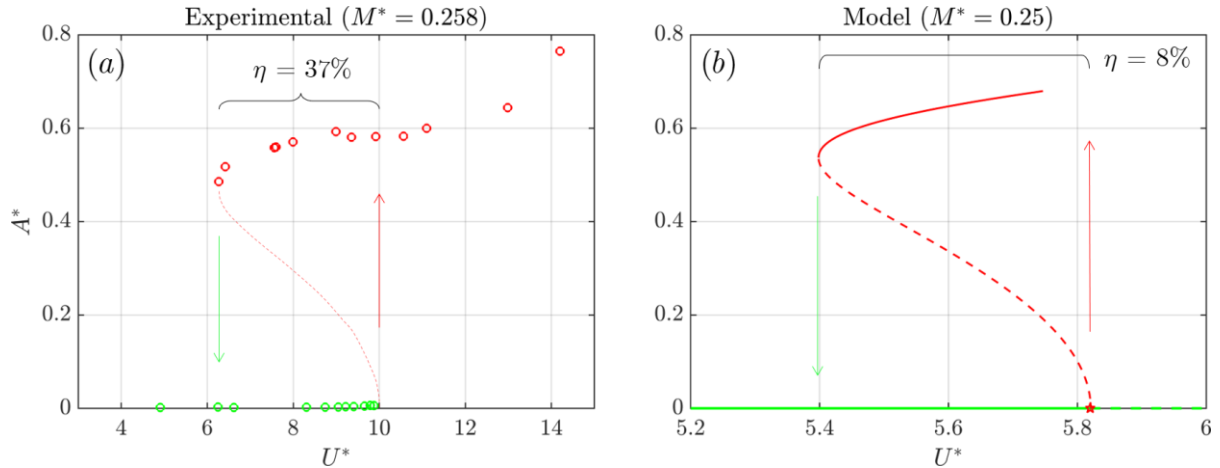 Experimental (M* = 0.258)
(a)
η = 37%
0.8
0.6
0.4
0.2
0
A*
4
6
8
10
12
14
U*
Model (M* = 0.25)
(b)
η = 8%
0.8
0.6
0.4
0.2
0
5.2
5.4
5.6
5.8
6
U*